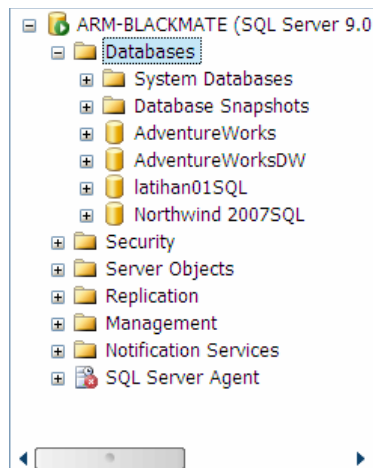 ARM-BLACKMATE (SQL Server 9.0
Databases
System Databases
Database Snapshots
AdventureWorks
AdventureWorksDW
latihan01SQL
Northwind 2007SQL
Security
Server Objects
Replication
Management
Notification Services
SQL Server Agent